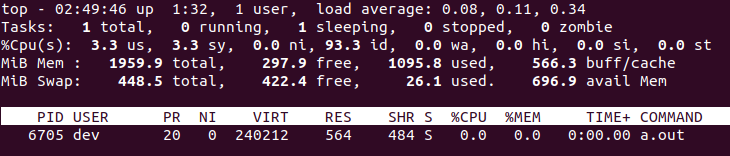 top - 02:49:46 up  1:32,  1 user,  load average: 0.08, 0.11, 0.34
Tasks:   1 total,   0 running,   1 sleeping,   0 stopped,   0 zombie
%Cpu(s):  3.3 us,  3.3 sy,  0.0 ni, 93.3 id,  0.0 wa,  0.0 hi,  0.0 si,  0.0 st
MiB Mem :   1959.9 total,    297.9 free,   1095.8 used,    566.3 buff/cache
MiB Swap:    448.5 total,    422.4 free,     26.1 used.    696.9 avail Mem
PID USER      PR  NI    VIRT    RES    SHR S  %CPU  %MEM     TIME+ COMMAND
6705 dev       20   0  240212    564    484 S   0.0   0.0   0:00.00 a.out